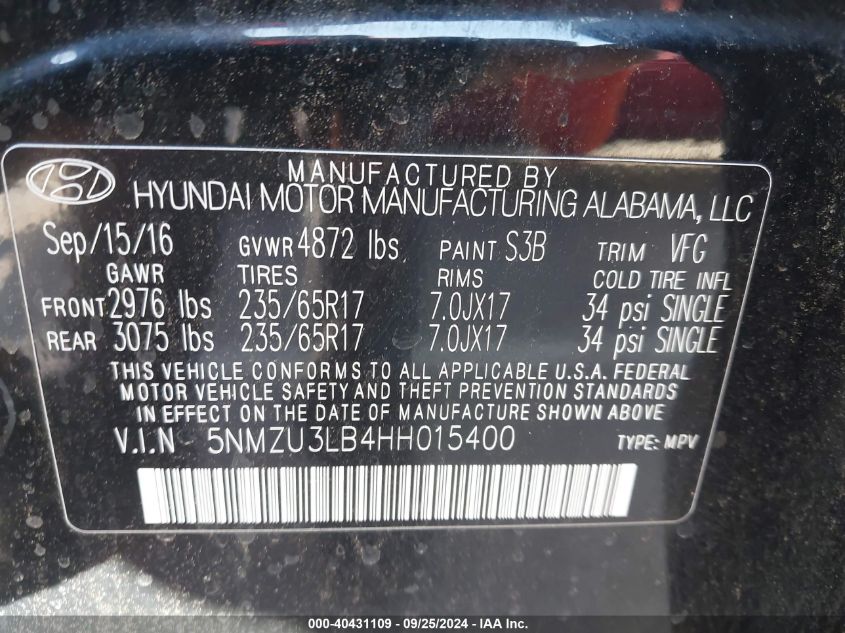 MANUFACTURED BY
HYUNDAI MOTOR MANUFACTURING ALABAMA, LLC
Sep/15/16 GVWR 4872 lbs PAINT S3B TRIM VFG
GAWR TIRES RIMS COLD TIRE INFL
FRONT 2976 lbs 235/65R17 7.0JX17 34 psi SINGLE
REAR 3075 lbs 235/65R17 7.0JX17 34 psi SINGLE
THIS VEHICLE CONFORMS TO ALL APPLICABLE U.S.A. FEDERAL
MOTOR VEHICLE SAFETY AND THEFT PREVENTION STANDARDS
IN EFFECT ON THE DATE OF MANUFACTURE SHOWN ABOVE.
V.I.N 5NMZU3LB4HH015400 TYPE: MPV
000-40431109 - 09/25/2024 - IAA Inc.